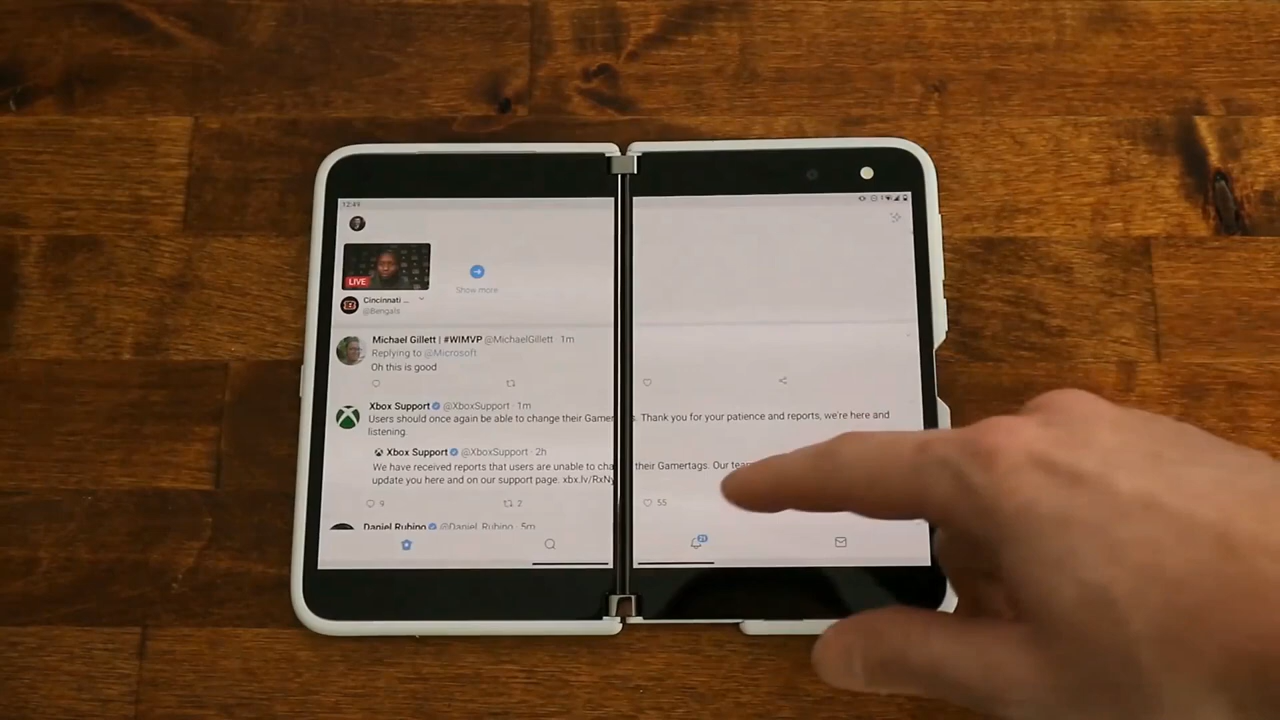 12:49
LIVE
Cincinnati ...
@Bengals
Show more
Michael Gillett | #WIMVP @MichaelGillett · 1m
Replying to @Microsoft
Oh this is good
Xbox Support @XboxSupport · 1m
Users should once again be able to change their Gamer s. Thank you for your patience and reports, we're here and
listening.
Xbox Support @XboxSupport · 2h
We have received reports that users are unable to cha their Gamertags. Our team
update you here and on our support page. xbx.lv/RxNy
9
2
55
Daniel Rubino @Daniel_Rubino · 5m
21